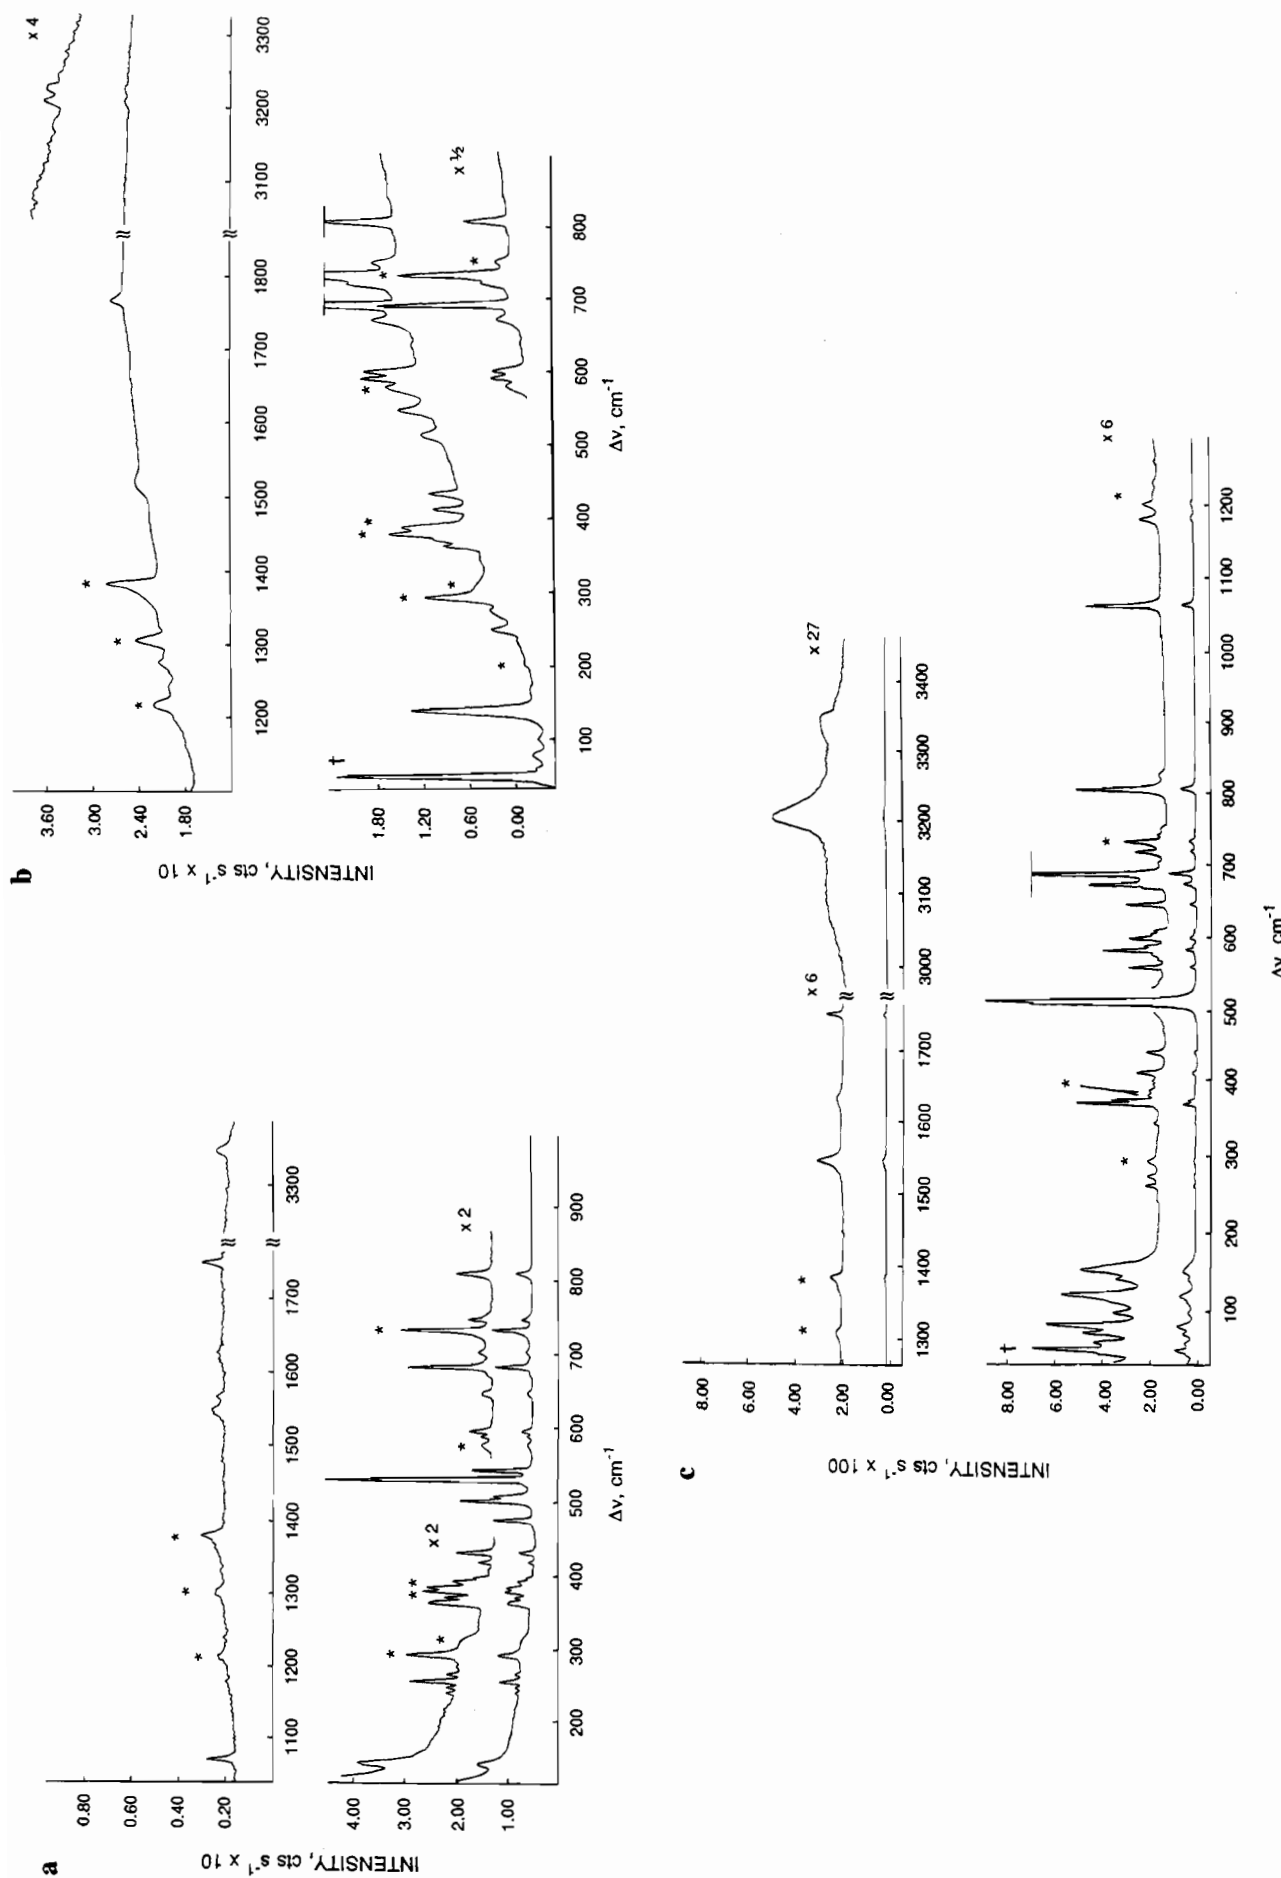 a
INTENSITY, cts s⁻¹ x 10
0.80
0.60
0.40
0.20
* * *
1100 1200 1300 1400 1500 1600 1700 3300
4.00
3.00
2.00
1.00
* * ** x 2 * * x 2
200 300 400 500 600 700 800 900
Δν, cm⁻¹
b
INTENSITY, cts s⁻¹ x 10
x 4
3.60
3.00
2.40
1.80
* * *
1200 1300 1400 1500 1600 1700 1800 3100 3200 3300
†
1.80
1.20
0.60
0.00
* * * * * * * *
x ½
100 200 300 400 500 600 700 800
Δν, cm⁻¹
c
INTENSITY, cts s⁻¹ x 100
8.00
6.00
4.00
2.00
0.00
* * x 6 x 27
1300 1400 1500 1600 1700 3000 3100 3200 3300 3400
†
8.00
6.00
4.00
2.00
0.00
* * * * x 6
100 200 300 400 500 600 700 800 900 1000 1100 1200
Δν, cm⁻¹